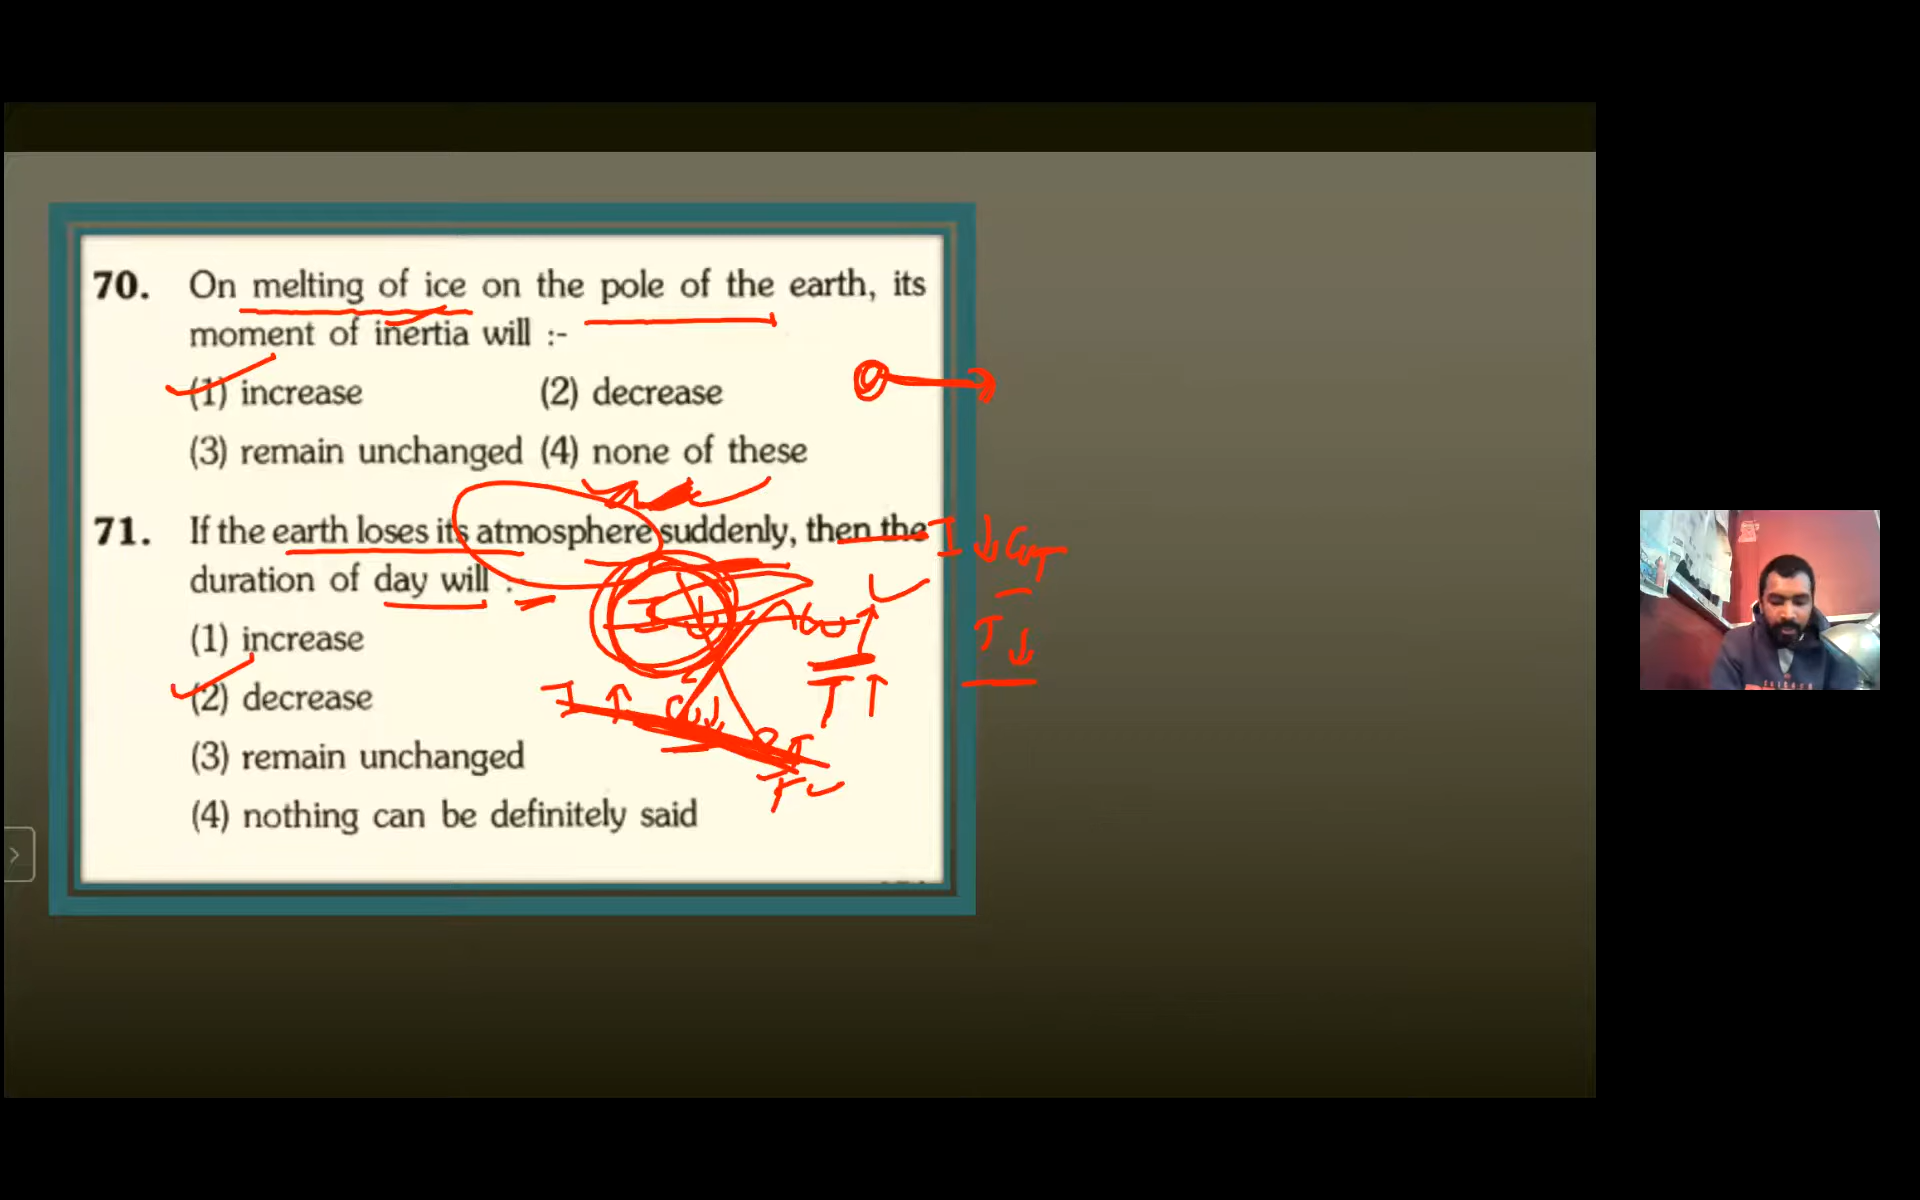 70. On melting of ice on the pole of the earth, its
moment of inertia will :-
(1) increase (2) decrease
(3) remain unchanged (4) none of these
71. If the earth loses its atmosphere suddenly, then the
duration of day will :-
(1) increase
(2) decrease
(3) remain unchanged
(4) nothing can be definitely said
I ↓ ω↑
T ↓
I ↑ ω↓
T ↑